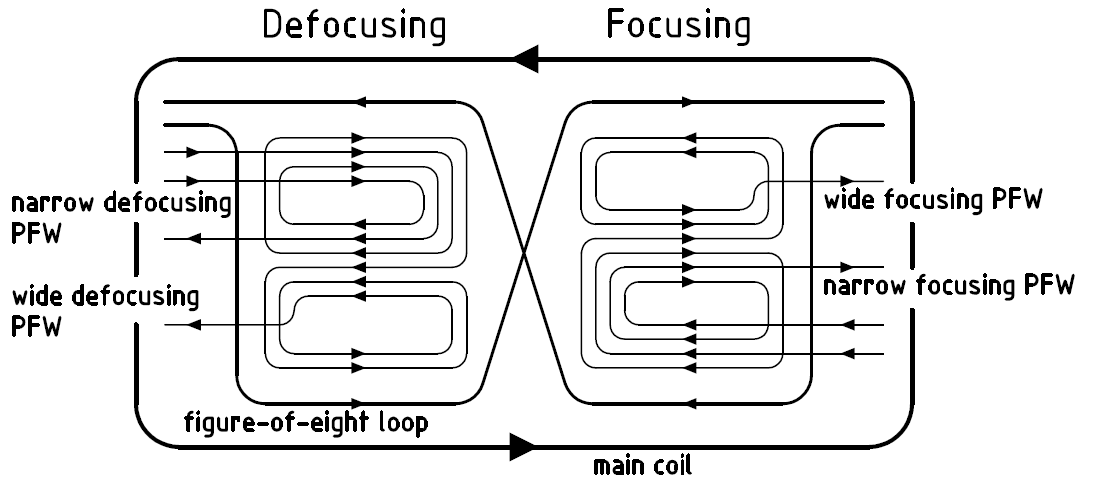 Defocusing
Focusing
narrow defocusing
PFW
wide focusing PFW
wide defocusing
PFW
narrow focusing PFW
figure-of-eight loop
main coil